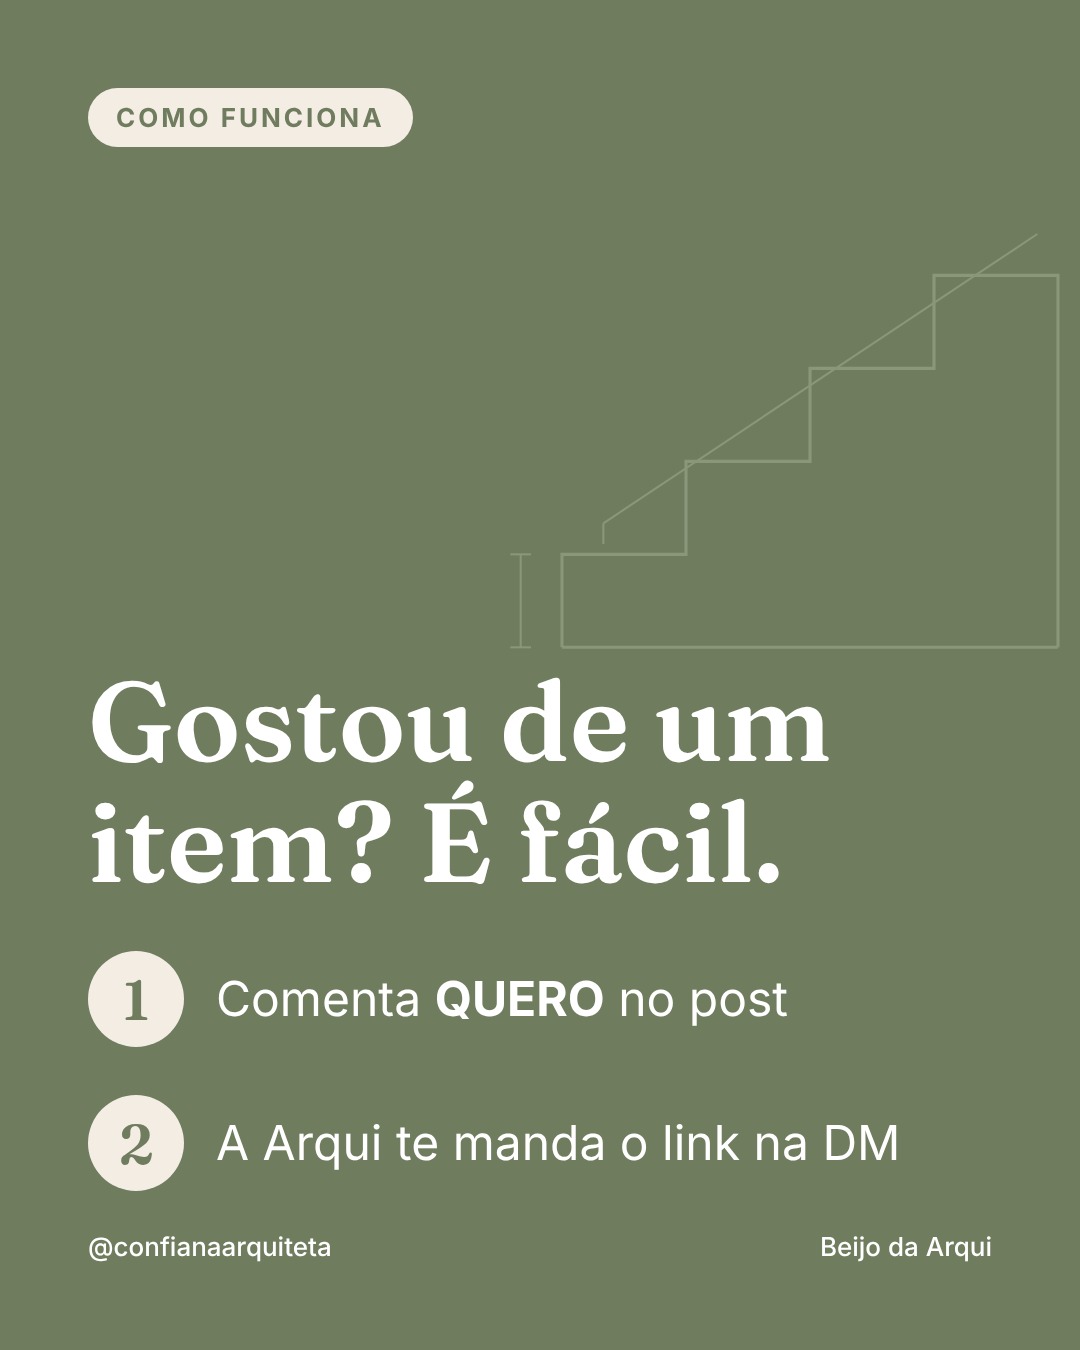 COMO FUNCIONA
Gostou de um
item? É fácil.
1 Comenta QUERO no post
2 A Arqui te manda o link na DM
@confianaarquiteta Beijo da Arqui